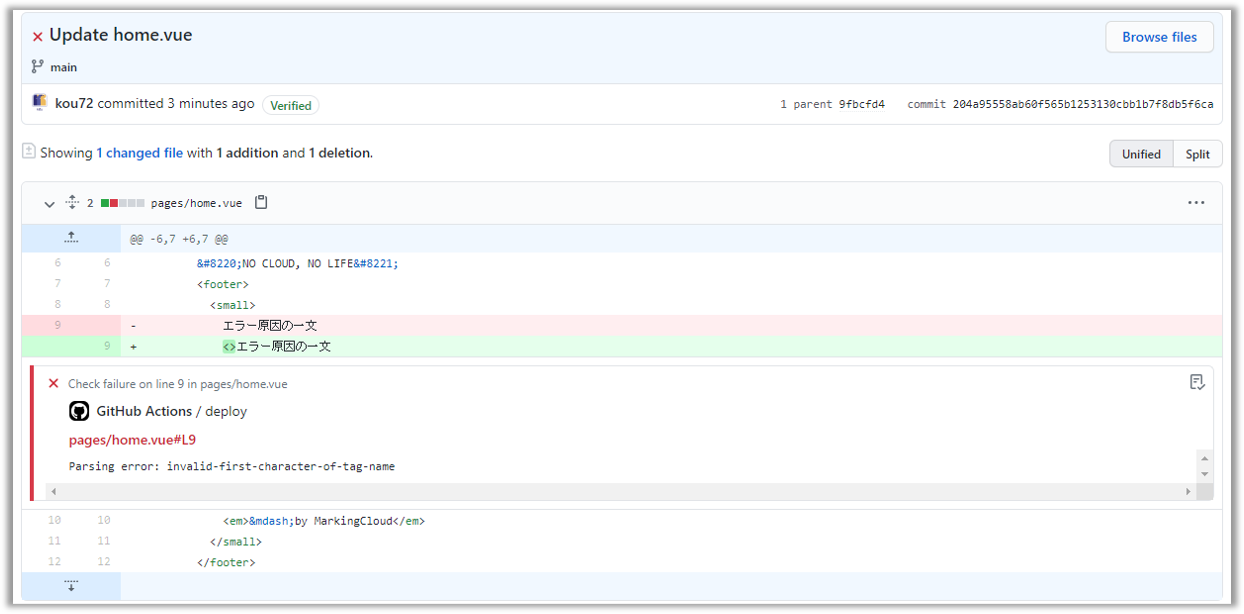 Update home.vue
Browse files
main
kou72 committed 3 minutes ago Verified
1 parent 9fbcfd4 commit 204a95558ab60f565b1253130cbb1b7f8db5f6ca
Showing 1 changed file with 1 addition and 1 deletion.
Unified Split
2 pages/home.vue
@@ -6,7 +6,7 @@
6 6 &#8220;NO CLOUD, NO LIFE&#8221;
7 7 <footer>
8 8 <small>
9 - エラー原因の一文
9 + <>エラー原因の一文
Check failure on line 9 in pages/home.vue
GitHub Actions / deploy
pages/home.vue#L9
Parsing error: invalid-first-character-of-tag-name
10 10 <em>&mdash;by MarkingCloud</em>
11 11 </small>
12 12 </footer>